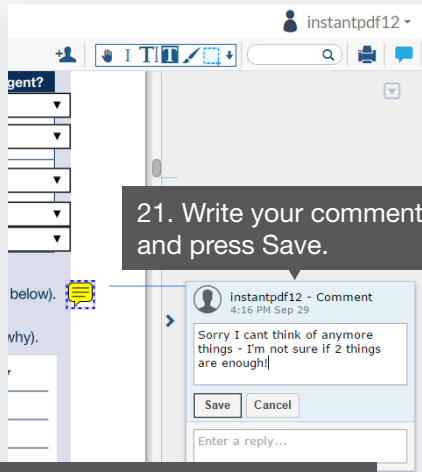 instantpdf12
I T T
gent?
21. Write your comment
and press Save.
below).
why).
instantpdf12 - Comment
4:16 PM Sep 29
Sorry I cant think of anymore
things - I'm not sure if 2 things
are enough!
Save Cancel
Enter a reply...